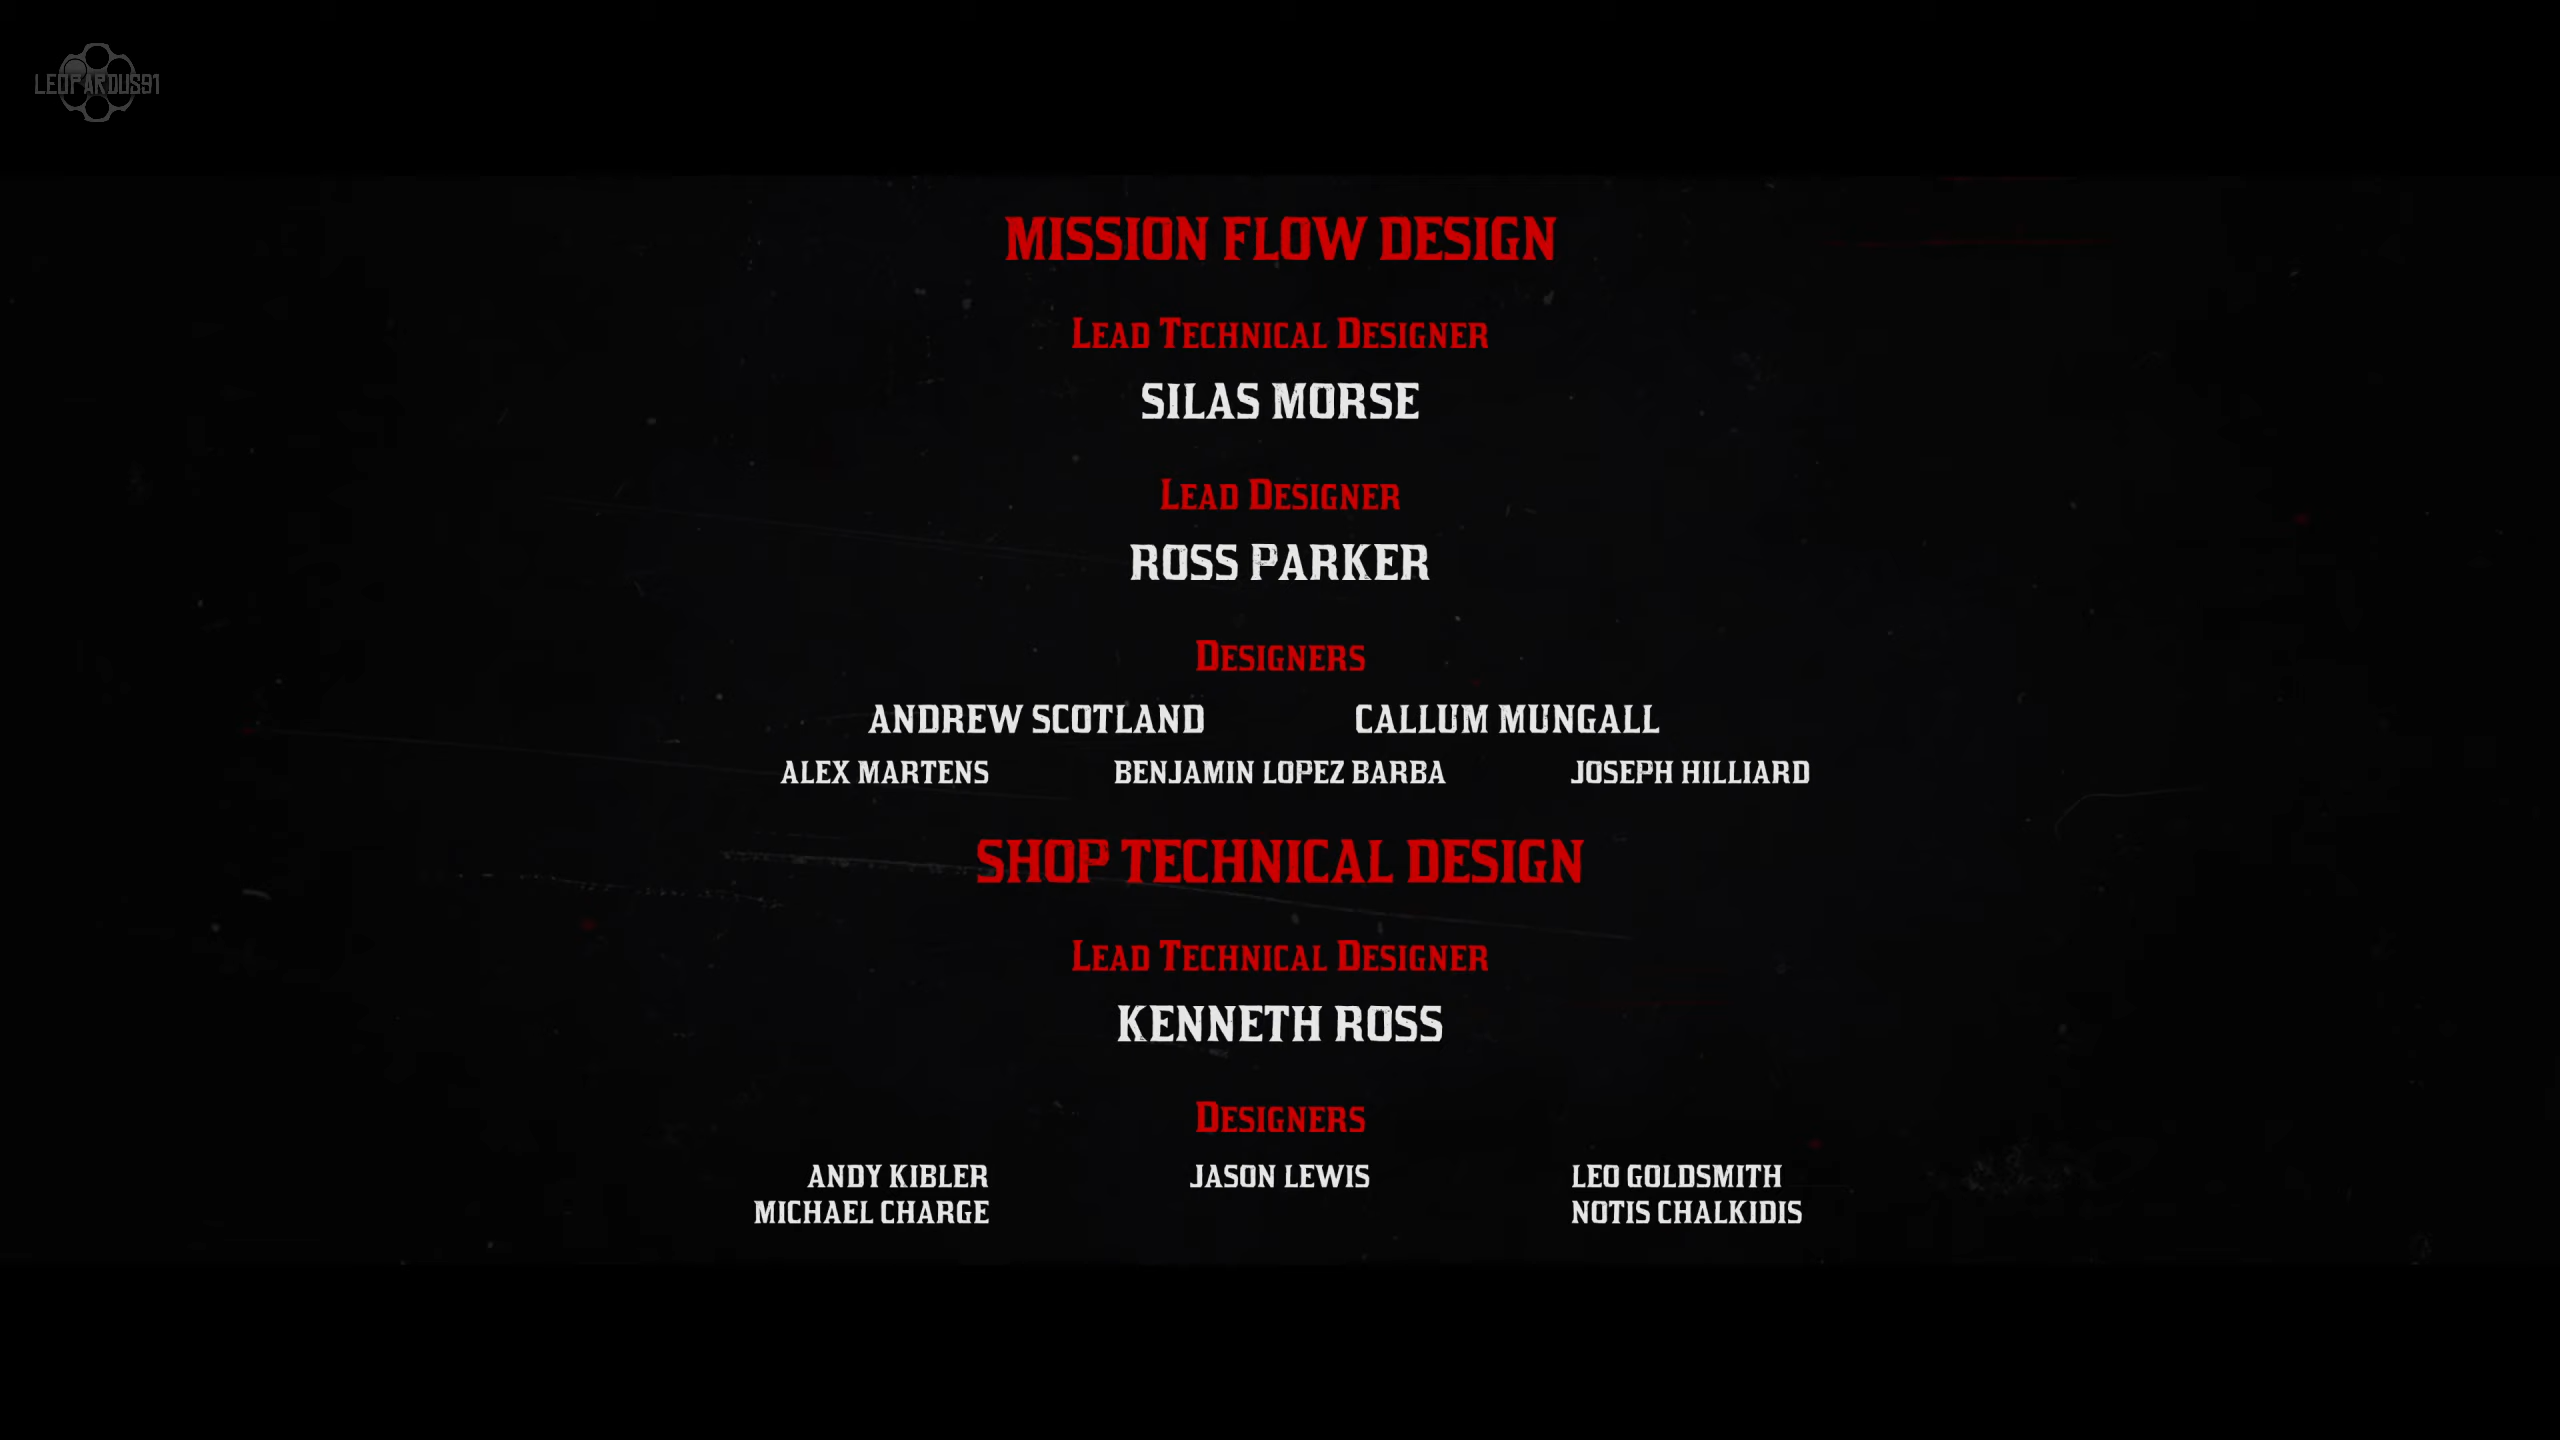 LEOPARDUS91
MISSION FLOW DESIGN
LEAD TECHNICAL DESIGNER
SILAS MORSE
LEAD DESIGNER
ROSS PARKER
DESIGNERS
ANDREW SCOTLAND CALLUM MUNGALL
ALEX MARTENS BENJAMIN LOPEZ BARBA JOSEPH HILLIARD
SHOP TECHNICAL DESIGN
LEAD TECHNICAL DESIGNER
KENNETH ROSS
DESIGNERS
ANDY KIBLER JASON LEWIS LEO GOLDSMITH
MICHAEL CHARGE NOTIS CHALKIDIS